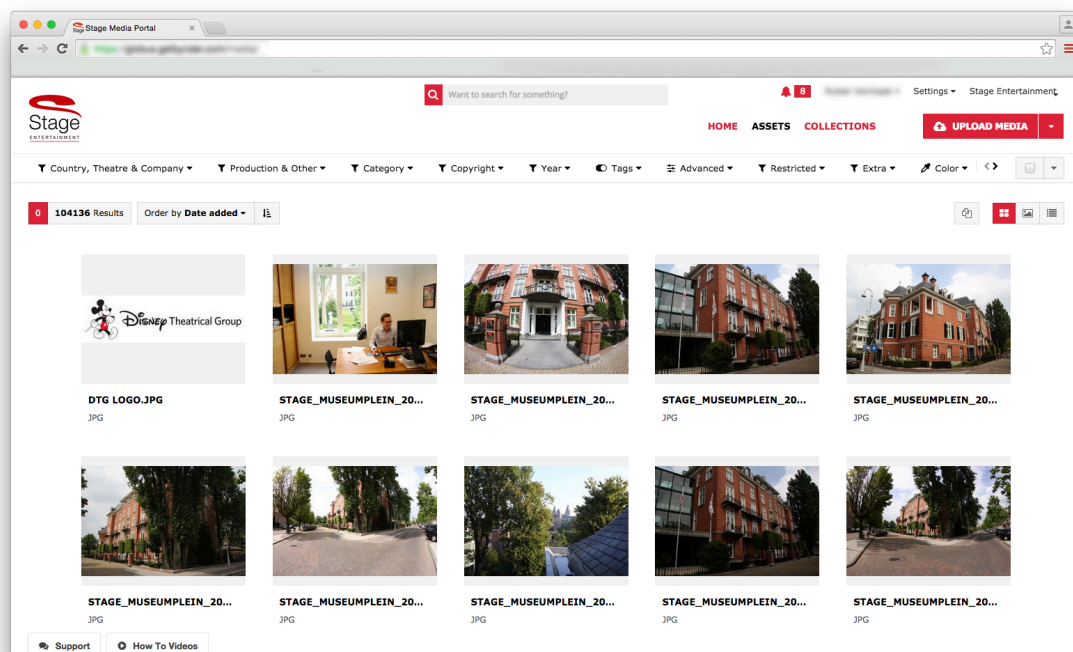 Stage Media Portal
Want to search for something?
8
Settings
Stage Entertainment
Stage
ENTERTAINMENT
HOME ASSETS COLLECTIONS
UPLOAD MEDIA
Country, Theatre & Company Production & Other Category Copyright Year Tags Advanced Restricted Extra Color
0 104136 Results Order by Date added
Disney Theatrical Group
DTG LOGO.JPG STAGE_MUSEUMPLEIN_20... STAGE_MUSEUMPLEIN_20... STAGE_MUSEUMPLEIN_20... STAGE_MUSEUMPLEIN_20...
JPG JPG JPG JPG JPG
STAGE_MUSEUMPLEIN_20... STAGE_MUSEUMPLEIN_20... STAGE_MUSEUMPLEIN_20... STAGE_MUSEUMPLEIN_20... STAGE_MUSEUMPLEIN_20...
JPG JPG JPG JPG JPG
Support How To Videos